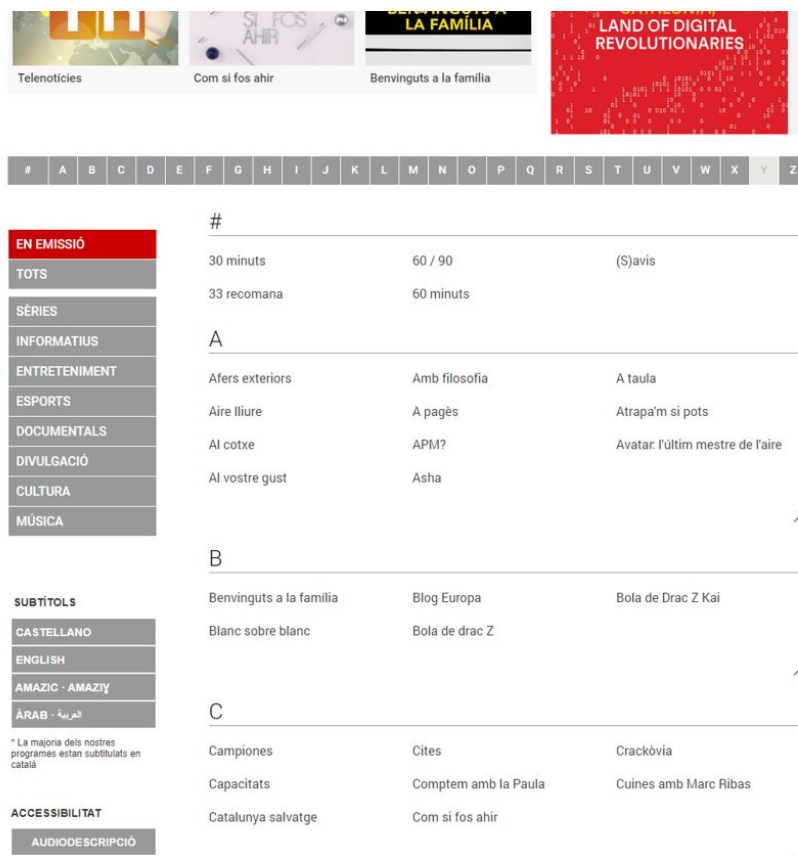 SI FOS
AHIR
BENVINGUTS A
LA FAMÍLIA
CATALONIA,
LAND OF DIGITAL
REVOLUTIONARIES
Telenotícies
Com si fos ahir
Benvinguts a la família
# A B C D E F G H I J K L M N O P Q R S T U V W X Y Z
EN EMISSIÓ
TOTS
SÈRIES
INFORMATIUS
ENTRETENIMENT
ESPORTS
DOCUMENTALS
DIVULGACIÓ
CULTURA
MÚSICA
SUBTÍTOLS
CASTELLANO
ENGLISH
AMAZIC - AMAZIƔ
ÀRAB - العربية
* La majoria dels nostres
programes estan subtitulats en
català
ACCESSIBILITAT
AUDIODESCRIPCIÓ
#
30 minuts 60 / 90 (S)avis
33 recomana 60 minuts
A
Afers exteriors Amb filosofia A taula
Aire lliure A pagès Atrapa'm si pots
Al cotxe APM? Avatar: l'últim mestre de l'aire
Al vostre gust Asha
B
Benvinguts a la família Blog Europa Bola de Drac Z Kai
Blanc sobre blanc Bola de drac Z
C
Campiones Cites Crackòvia
Capacitats Comptem amb la Paula Cuines amb Marc Ribas
Catalunya salvatge Com si fos ahir